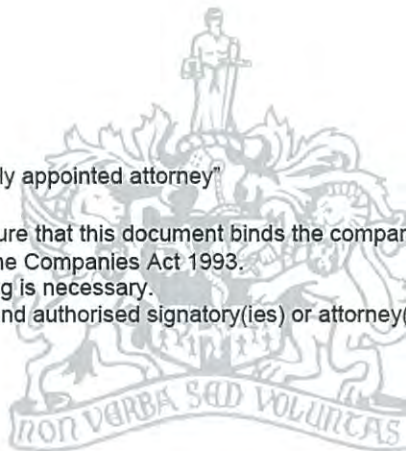 ly appointed attorney"
ure that this document binds the compan
he Companies Act 1993.
g is necessary.
nd authorised signatory(ies) or attorney(
NON VERBA SED VOLUNTAS